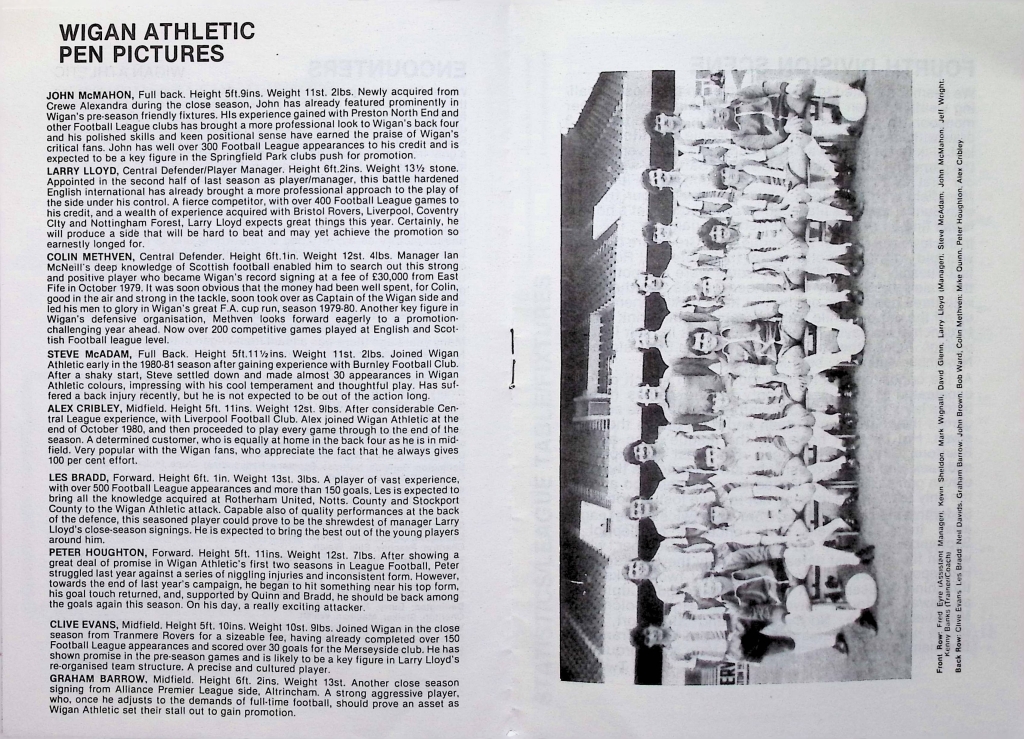 WIGAN ATHLETIC
PEN PICTURES
JOHN McMAHON, Full back. Height 5ft.9ins. Weight 11st. 2lbs. Newly acquired from
Crewe Alexandra during the close season, John has already featured prominently in
Wigan's pre-season friendly fixtures. His experience gained with Preston North End and
other Football League clubs has brought a more professional look to Wigan's back four
and his polished skills and keen positional sense have earned the praise of Wigan's
critical fans. John has well over 300 Football League appearances to his credit and is
expected to be a key figure in the Springfield Park clubs push for promotion.
LARRY LLOYD, Central Defender/Player Manager. Height 6ft.2ins. Weight 13½ stone.
Appointed in the second half of last season as player/manager, this battle hardened
English international has already brought a more professional approach to the play of
the side under his control. A fierce competitor, with over 400 Football League games to
his credit, and a wealth of experience acquired with Bristol Rovers, Liverpool, Coventry
City and Nottingham Forest, Larry Lloyd expects great things this year. Certainly, he
will produce a side that will be hard to beat and may yet achieve the promotion so
earnestly longed for.
COLIN METHVEN, Central Defender. Height 6ft.1in. Weight 12st. 4lbs. Manager Ian
McNeill's deep knowledge of Scottish football enabled him to search out this strong
and positive player who became Wigan's record signing at a fee of £30,000 from East
Fife in October 1979. It was soon obvious that the money had been well spent, for Colin,
good in the air and strong in the tackle, soon took over as Captain of the Wigan side and
led his men to glory in Wigan's great F.A. cup run, season 1979-80. Another key figure in
Wigan's defensive organisation, Methven looks forward eagerly to a promotion-
challenging year ahead. Now over 200 competitive games played at English and Scot-
tish Football league level.
STEVE McADAM, Full Back. Height 5ft.11½ins. Weight 11st. 2lbs. Joined Wigan
Athletic early in the 1980-81 season after gaining experience with Burnley Football Club.
After a shaky start, Steve settled down and made almost 30 appearances in Wigan
Athletic colours, impressing with his cool temperament and thoughtful play. Has suf-
fered a back injury recently, but he is not expected to be out of the action long.
ALEX CRIBLEY, Midfield. Height 5ft. 11ins. Weight 12st. 9lbs. After considerable Cen-
tral League experience, with Liverpool Football Club. Alex joined Wigan Athletic at the
end of October 1980, and then proceeded to play every game through to the end of the
season. A determined customer, who is equally at home in the back four as he is in mid-
field. Very popular with the Wigan fans, who appreciate the fact that he always gives
100 per cent effort.
LES BRADD, Forward. Height 6ft. 1in. Weight 13st. 3lbs. A player of vast experience,
with over 500 Football League appearances and more than 150 goals, Les is expected to
bring all the knowledge acquired at Rotherham United, Notts. County and Stockport
County to the Wigan Athletic attack. Capable also of quality performances at the back
of the defence, this seasoned player could prove to be the shrewdest of manager Larry
Lloyd's close-season signings. He is expected to bring the best out of the young players
around him.
PETER HOUGHTON, Forward. Height 5ft. 11ins. Weight 12st. 7lbs. After showing a
great deal of promise in Wigan Athletic's first two seasons in League Football, Peter
struggled last year against a series of niggling injuries and inconsistent form. However,
towards the end of last year's campaign, he began to hit something near his top form,
his goal touch returned, and, supported by Quinn and Bradd, he should be back among
the goals again this season. On his day, a really exciting attacker.
CLIVE EVANS, Midfield. Height 5ft. 10ins. Weight 10st. 9lbs. Joined Wigan in the close
season from Tranmere Rovers for a sizeable fee, having already completed over 150
Football League appearances and scored over 30 goals for the Merseyside club. He has
shown promise in the pre-season games and is likely to be a key figure in Larry Lloyd's
re-organised team structure. A precise and cultured player.
GRAHAM BARROW, Midfield. Height 6ft. 2ins. Weight 13st. Another close season
signing from Alliance Premier League side, Altrincham. A strong aggressive player,
who, once he adjusts to the demands of full-time football, should prove an asset as
Wigan Athletic set their stall out to gain promotion.
Front Row: Fred Eyre (Assistant Manager), Kevin Sheldon, Mark Wignall, David Glenn, Larry Lloyd (Manager), Steve McAdam, John McMahon, Jeff Wright,
Kenny Banks (Trainer/Coach)
Back Row: Clive Evans, Les Bradd, Neil Davids, Graham Barrow, John Brown, Bob Ward, Colin Methven, Mike Quinn, Peter Houghton, Alex Cribley